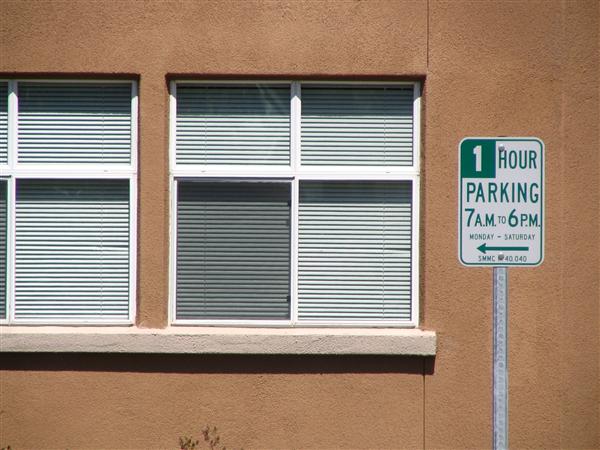 1 HOUR
PARKING
7 A.M. TO 6 P.M.
MONDAY - SATURDAY
SMMC 40.040